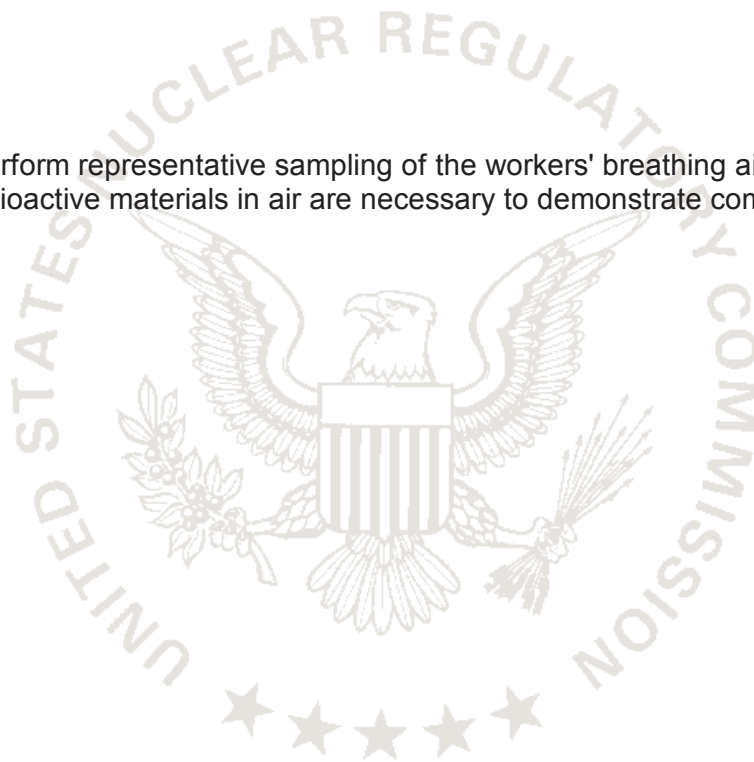 UNITED STATES NUCLEAR REGULATORY COMMISSION
rform representative sampling of the workers' breathing ai
ioactive materials in air are necessary to demonstrate con